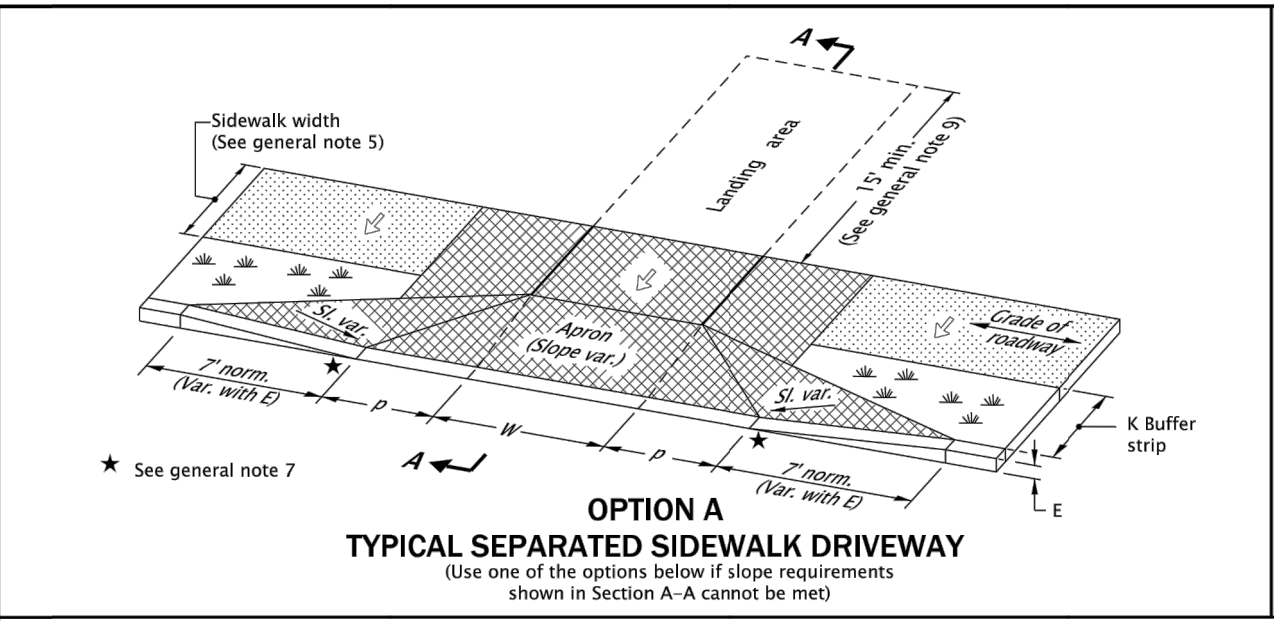 A
Sidewalk width
(See general note 5)
Landing area
15' min.
(See general note 9)
Grade of
roadway
Sl. var.
Apron
(Slope var.)
Sl. var.
7' norm.
(Var. with E)
p
W
p
7' norm.
(Var. with E)
K Buffer
strip
E
A
★ See general note 7
OPTION A
TYPICAL SEPARATED SIDEWALK DRIVEWAY
(Use one of the options below if slope requirements
shown in Section A–A cannot be met)